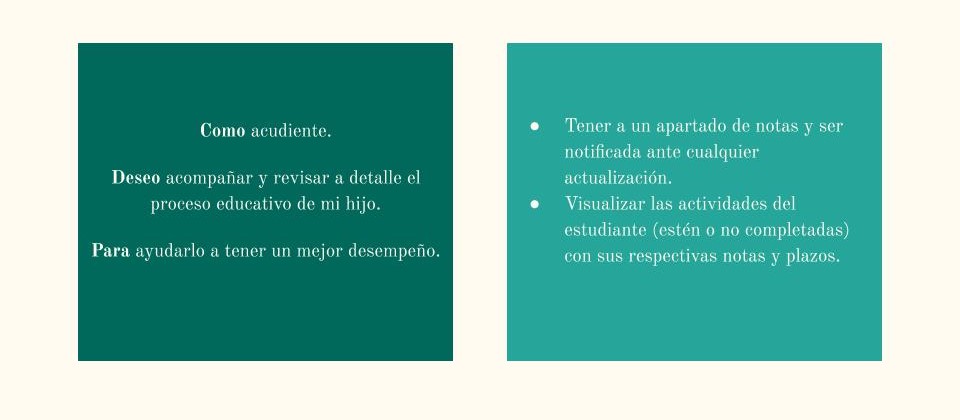 Como acudiente.
Deseo acompañar y revisar a detalle el
proceso educativo de mi hijo.
Para ayudarlo a tener un mejor desempeño.
● Tener a un apartado de notas y ser
notificada ante cualquier
actualización.
● Visualizar las actividades del
estudiante (estén o no completadas)
con sus respectivas notas y plazos.